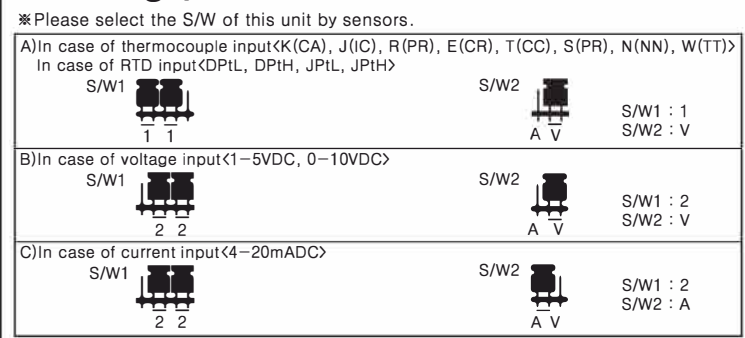 ※Please select the S/W of this unit by sensors.
A)In case of thermocouple input<K(CA), J(IC), R(PR), E(CR), T(CC), S(PR), N(NN), W(TT)>
In case of RTD input<DPtL, DPtH, JPtL, JPtH>
S/W1
1 1
S/W2
A V
S/W1 : 1
S/W2 : V
B)In case of voltage input<1-5VDC, 0-10VDC>
S/W1
2 2
S/W2
A V
S/W1 : 2
S/W2 : V
C)In case of current input<4-20mADC>
S/W1
2 2
S/W2
A V
S/W1 : 2
S/W2 : A